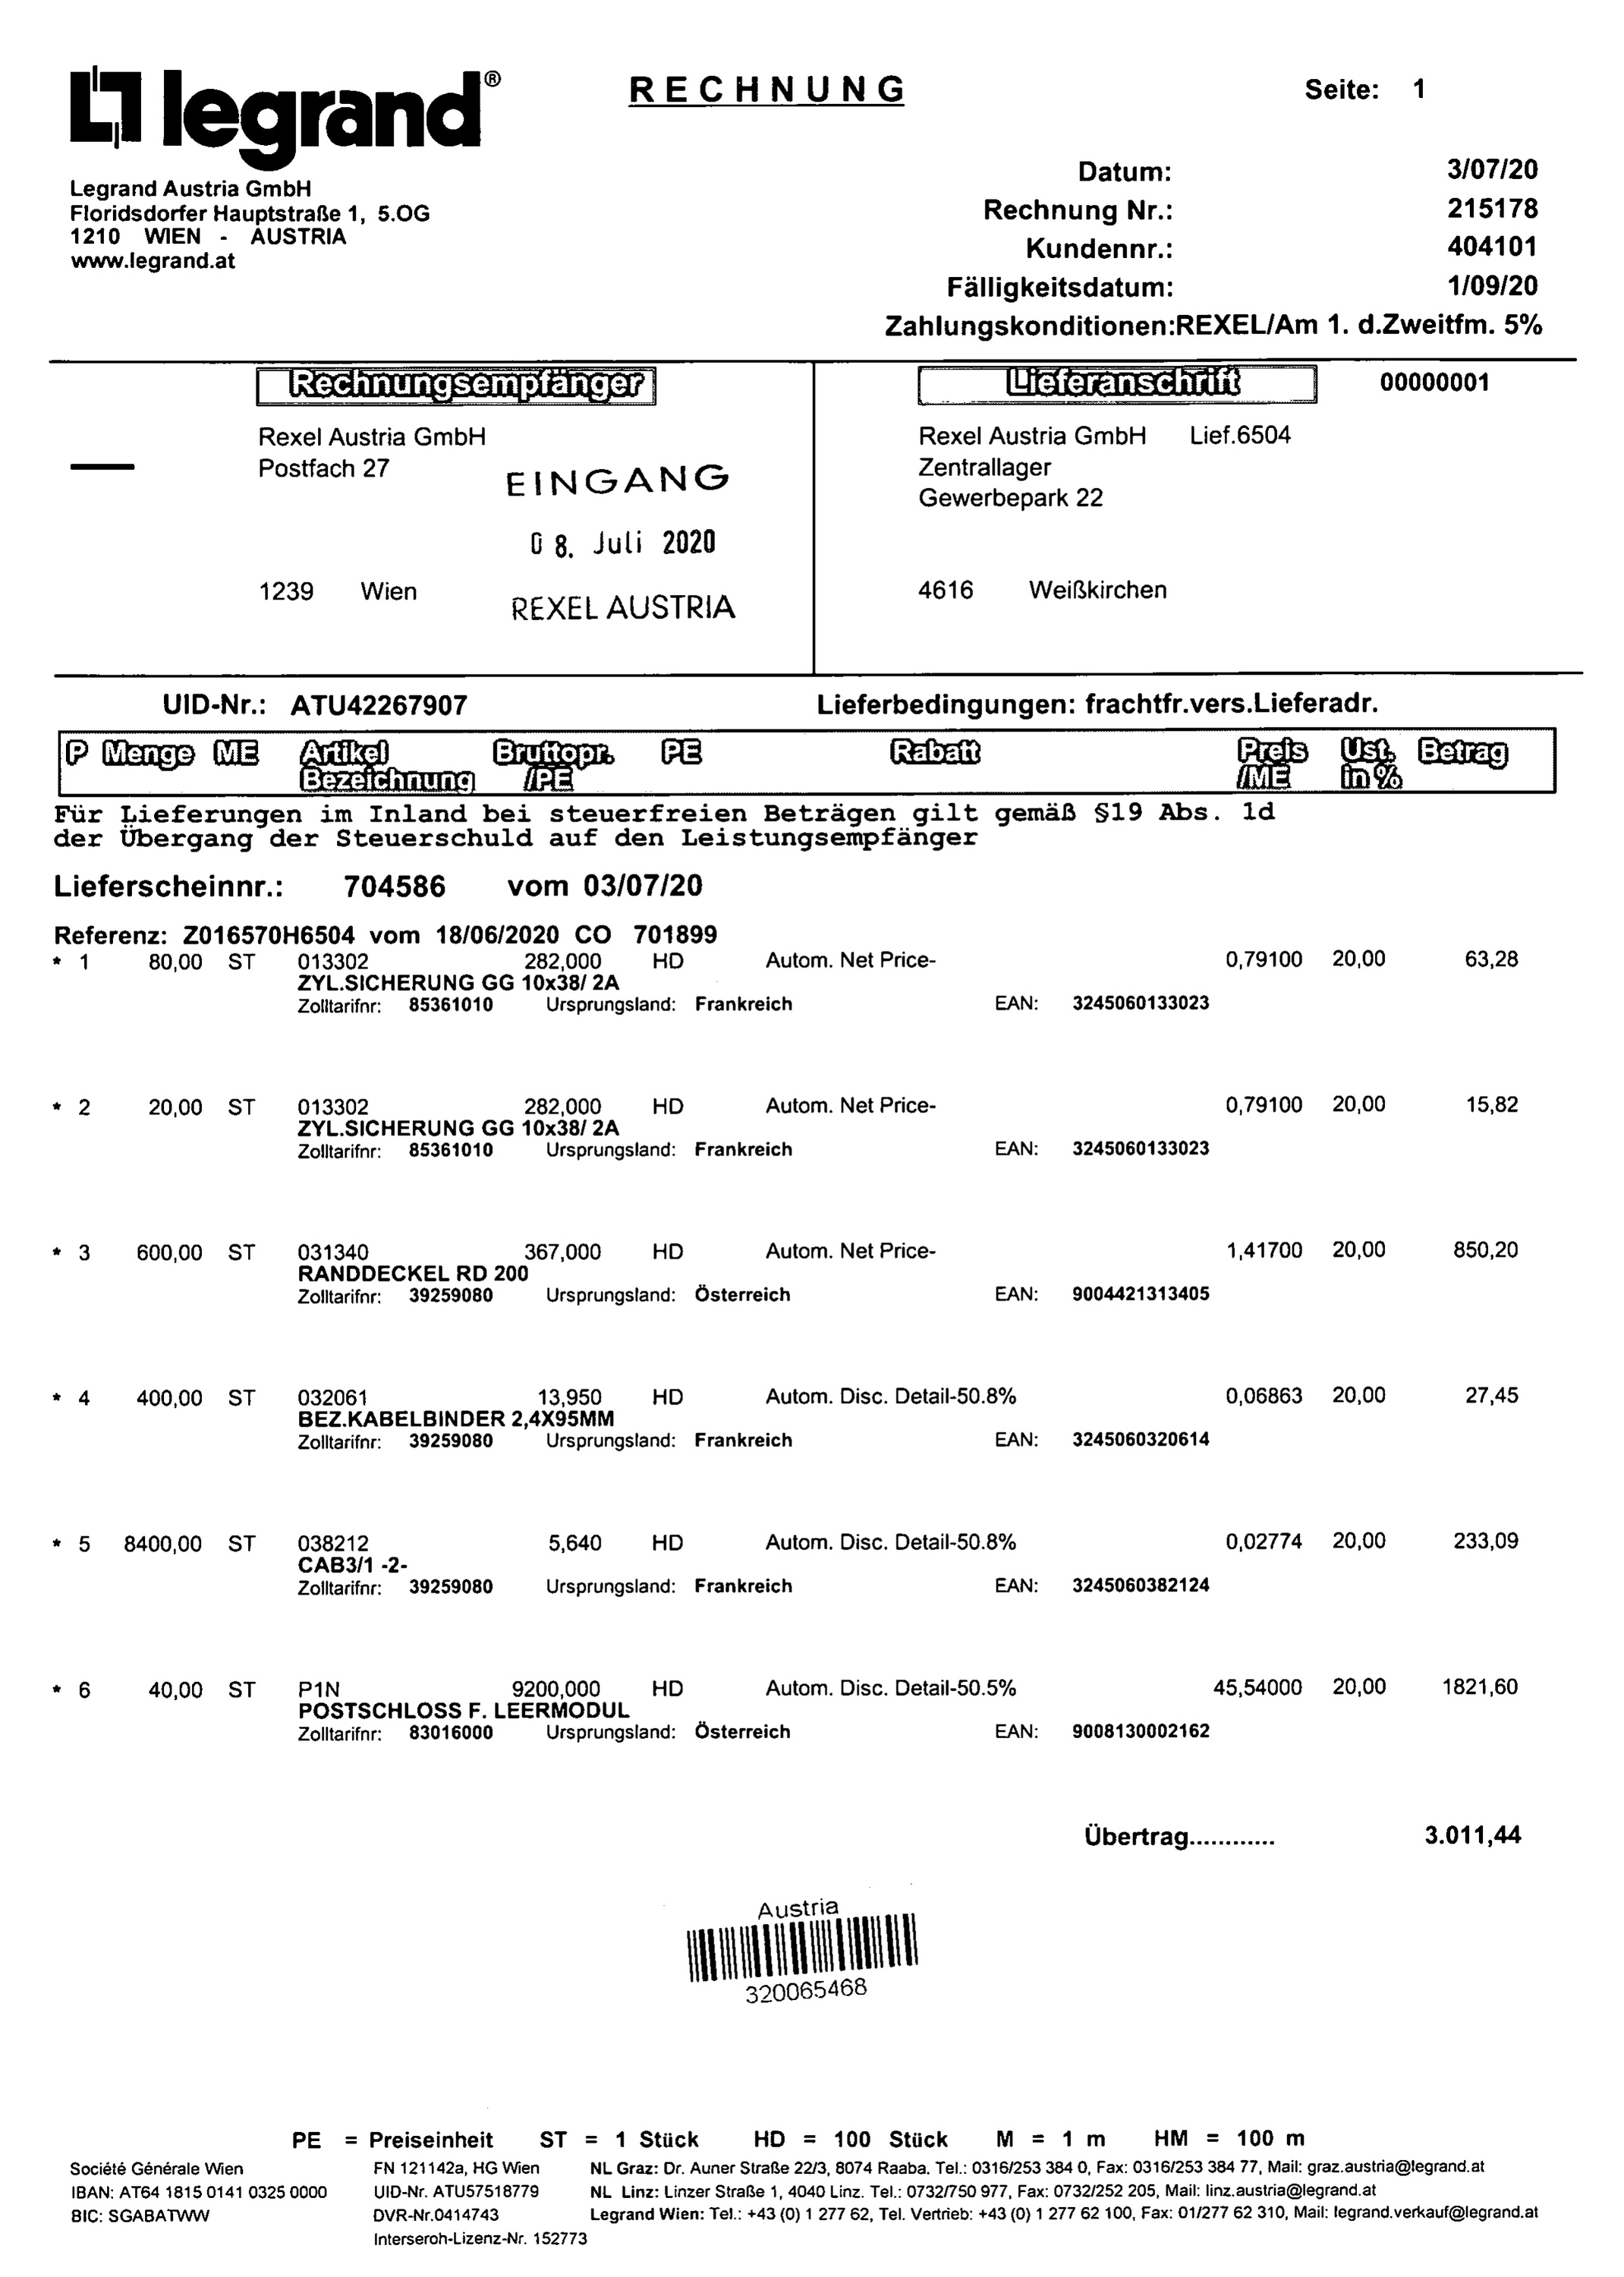 legrand®
RECHNUNG
Seite: 1
Legrand Austria GmbH
Floridsdorfer Hauptstraße 1, 5.OG
1210 WIEN - AUSTRIA
www.legrand.at
Datum: 3/07/20
Rechnung Nr.: 215178
Kundennr.: 404101
Fälligkeitsdatum: 1/09/20
Zahlungskonditionen:REXEL/Am 1. d.Zweitfm. 5%
Rechnungsempfänger
Rexel Austria GmbH
Postfach 27
1239 Wien
EINGANG
08. Juli 2020
REXEL AUSTRIA
Lieferanschrift 00000001
Rexel Austria GmbH Lief.6504
Zentrallager
Gewerbepark 22
4616 Weißkirchen
UID-Nr.: ATU42267907 Lieferbedingungen: frachtfr.vers.Lieferadr.
P Menge ME Artikel Bruttopr. PE Rabatt Preis Ust. Betrag
Bezeichnung /PE /ME in %
Für Lieferungen im Inland bei steuerfreien Beträgen gilt gemäß §19 Abs. 1d
der Übergang der Steuerschuld auf den Leistungsempfänger
Lieferscheinnr.: 704586 vom 03/07/20
Referenz: Z016570H6504 vom 18/06/2020 CO 701899
* 1 80,00 ST 013302 282,000 HD Autom. Net Price- 0,79100 20,00 63,28
ZYL.SICHERUNG GG 10x38/ 2A
Zolltarifnr: 85361010 Ursprungsland: Frankreich EAN: 3245060133023
* 2 20,00 ST 013302 282,000 HD Autom. Net Price- 0,79100 20,00 15,82
ZYL.SICHERUNG GG 10x38/ 2A
Zolltarifnr: 85361010 Ursprungsland: Frankreich EAN: 3245060133023
* 3 600,00 ST 031340 367,000 HD Autom. Net Price- 1,41700 20,00 850,20
RANDDECKEL RD 200
Zolltarifnr: 39259080 Ursprungsland: Österreich EAN: 9004421313405
* 4 400,00 ST 032061 13,950 HD Autom. Disc. Detail-50.8% 0,06863 20,00 27,45
BEZ.KABELBINDER 2,4X95MM
Zolltarifnr: 39259080 Ursprungsland: Frankreich EAN: 3245060320614
* 5 8400,00 ST 038212 5,640 HD Autom. Disc. Detail-50.8% 0,02774 20,00 233,09
CAB3/1 -2-
Zolltarifnr: 39259080 Ursprungsland: Frankreich EAN: 3245060382124
* 6 40,00 ST P1N 9200,000 HD Autom. Disc. Detail-50.5% 45,54000 20,00 1821,60
POSTSCHLOSS F. LEERMODUL
Zolltarifnr: 83016000 Ursprungsland: Österreich EAN: 9008130002162
Übertrag............ 3.011,44
Austria
320065468
PE = Preiseinheit ST = 1 Stück HD = 100 Stück M = 1 m HM = 100 m
Société Générale Wien FN 121142a, HG Wien NL Graz: Dr. Auner Straße 22/3, 8074 Raaba. Tel.: 0316/253 384 0, Fax: 0316/253 384 77, Mail: graz.austria@legrand.at
IBAN: AT64 1815 0141 0325 0000 UID-Nr. ATU57518779 NL Linz: Linzer Straße 1, 4040 Linz. Tel.: 0732/750 977, Fax: 0732/252 205, Mail: linz.austria@legrand.at
BIC: SGABATWW DVR-Nr.0414743 Legrand Wien: Tel.: +43 (0) 1 277 62, Tel. Vertrieb: +43 (0) 1 277 62 100, Fax: 01/277 62 310, Mail: legrand.verkauf@legrand.at
Interseroh-Lizenz-Nr. 152773